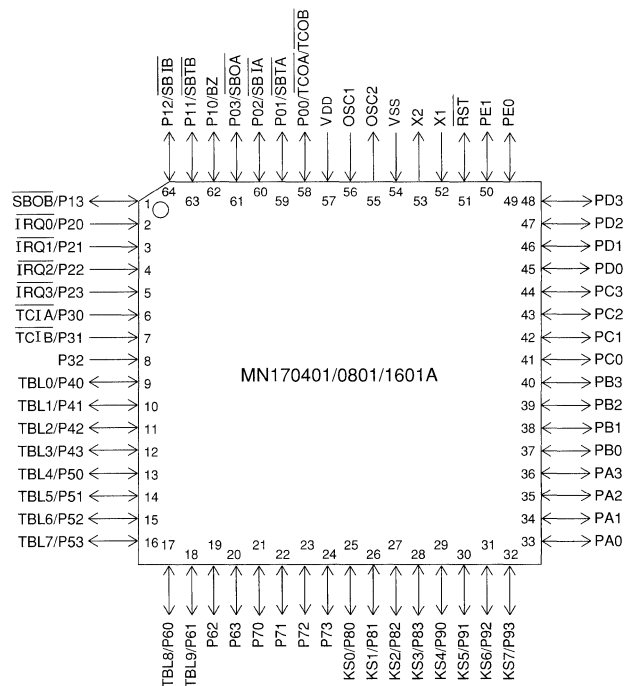 P12/SBIB
P11/SBTB
P10/BZ
P03/SBOA
P02/SBIA
P01/SBTA
P00/TCOA/TCOB
VDD
OSC1
OSC2
VSS
X2
X1
RST
PE1
PE0
64
63
62
61
60
59
58
57
56
55
54
53
52
51
50
49
SBOB/P13
1
IRQ0/P20
2
IRQ1/P21
3
IRQ2/P22
4
IRQ3/P23
5
TCIA/P30
6
TCIB/P31
7
P32
8
TBL0/P40
9
TBL1/P41
10
TBL2/P42
11
TBL3/P43
12
TBL4/P50
13
TBL5/P51
14
TBL6/P52
15
TBL7/P53
16
MN170401/0801/1601A
48
PD3
47
PD2
46
PD1
45
PD0
44
PC3
43
PC2
42
PC1
41
PC0
40
PB3
39
PB2
38
PB1
37
PB0
36
PA3
35
PA2
34
PA1
33
PA0
17
18
19
20
21
22
23
24
25
26
27
28
29
30
31
32
TBL8/P60
TBL9/P61
P62
P63
P70
P71
P72
P73
KS0/P80
KS1/P81
KS2/P82
KS3/P83
KS4/P90
KS5/P91
KS6/P92
KS7/P93